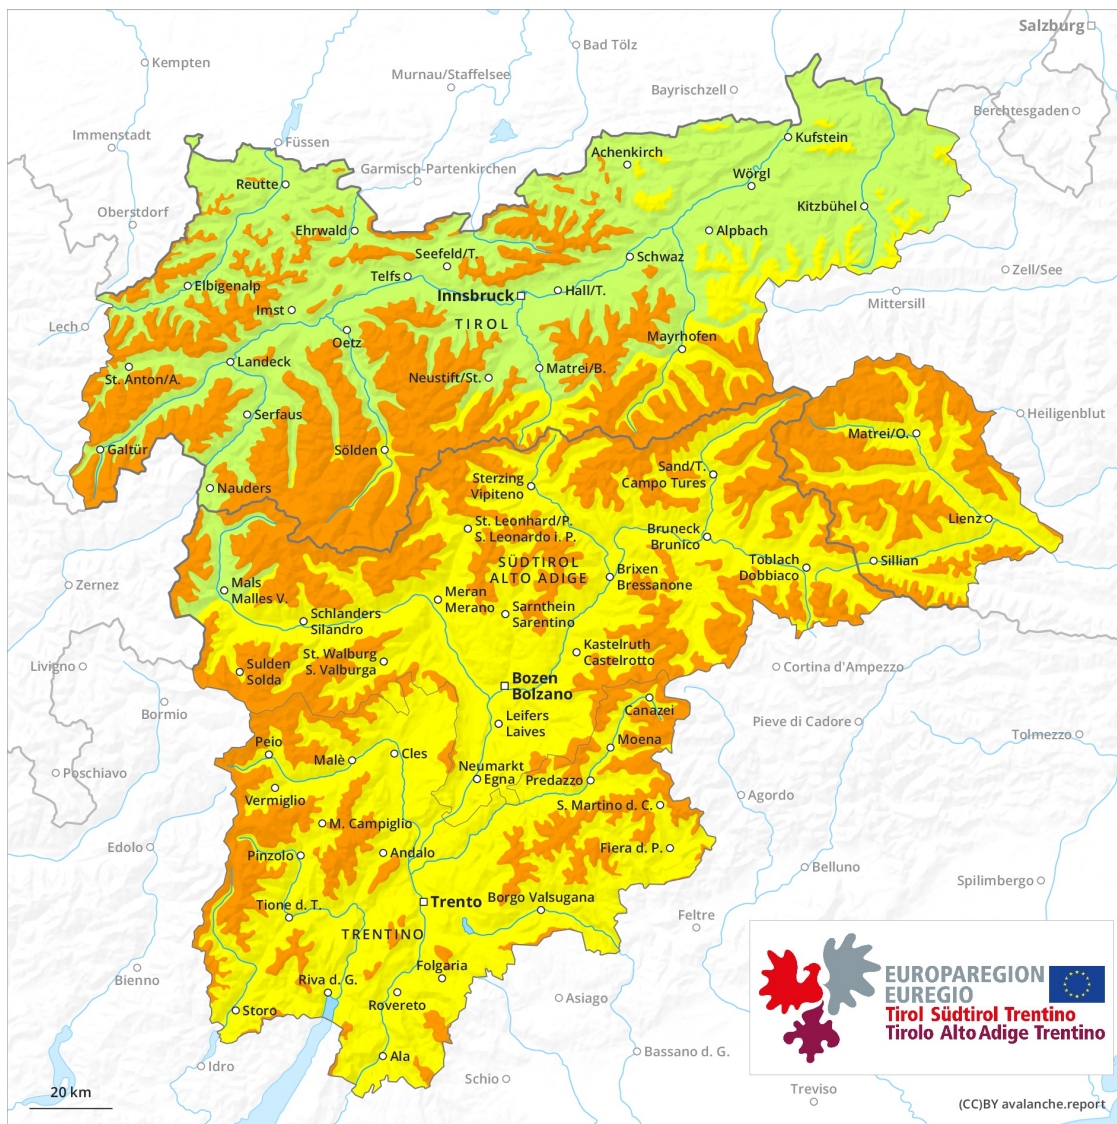 Salzburg
Bad Tölz
Kempten
Murnau/Staffelsee
Bayrischzell
Berchtesgaden
Immenstadt
Füssen
Kufstein
Achenkirch
Garmisch-Partenkirchen
Wörgl
Reutte
Kitzbühel
Oberstdorf
Ehrwald
Alpbach
Seefeld/T.
Schwaz
Zell/See
Telfs
Elbigenalp
Hall/T.
Innsbruck
Mittersill
Imst
TIROL
Lech
Oetz
Mayrhofen
Landeck
Matrei/B.
St. Anton/A.
Neustift/St.
Serfaus
Heiligenblut
Matrei/O.
Galtür
Sölden
Sand/T.
Campo Tures
Sterzing
Vipiteno
Nauders
St. Leonhard/P.
S. Leonardo i. P.
Lienz
Bruneck
Brunico
SÜDTIROL
ALTO ADIGE
Toblach
Dobbiaco
Sillian
Brixen
Bressanone
Zernez
Mals
Malles V.
Meran
Merano
Sarnthein
Sarentino
Schlanders
Silandro
Kastelruth
Castelrotto
St. Walburg
S. Valburga
Livigno
Sulden
Solda
Cortina d'Ampezzo
Bozen
Bolzano
Canazei
Bormio
Leifers
Laives
Pieve di Cadore
Tolmezzo
Moena
Peio
Cles
Malè
Neumarkt
Egna
Predazzo
Poschiavo
Vermiglio
Agordo
S. Martino d. C.
M. Campiglio
Edolo
Pinzolo
Andalo
Fiera d. P.
Belluno
Spilimbergo
Trento
Borgo Valsugana
Tione d. T.
Feltre
TRENTINO
Folgaria
Bienno
Riva d. G.
Rovereto
Asiago
Storo
Ala
Bassano d. G.
Idro
Schio
Treviso
EUROPAREGION
EUREGIO
Tirol Südtirol Trentino
Tirolo Alto Adige Trentino
20 km
(CC)BY avalanche.report